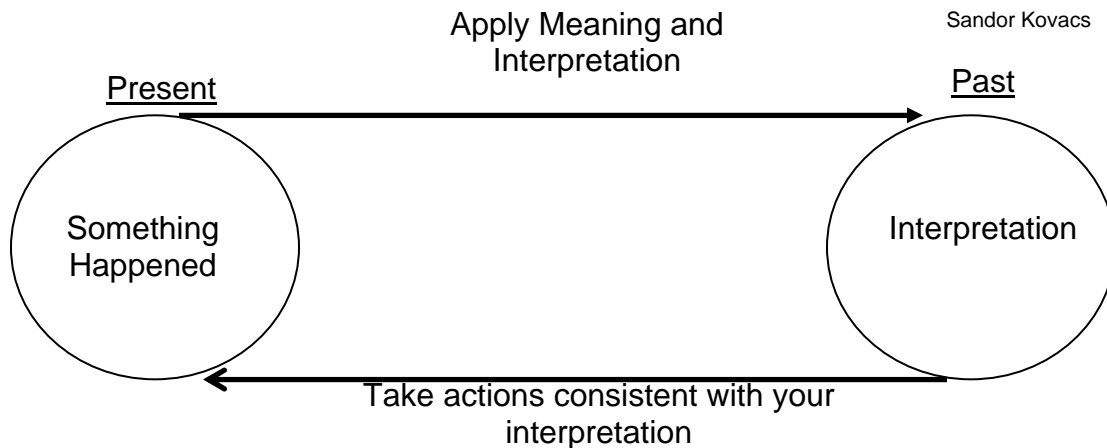 Sandor Kovacs
Apply Meaning and
Interpretation
Present
Past
Something
Happened
Interpretation
Take actions consistent with your
interpretation